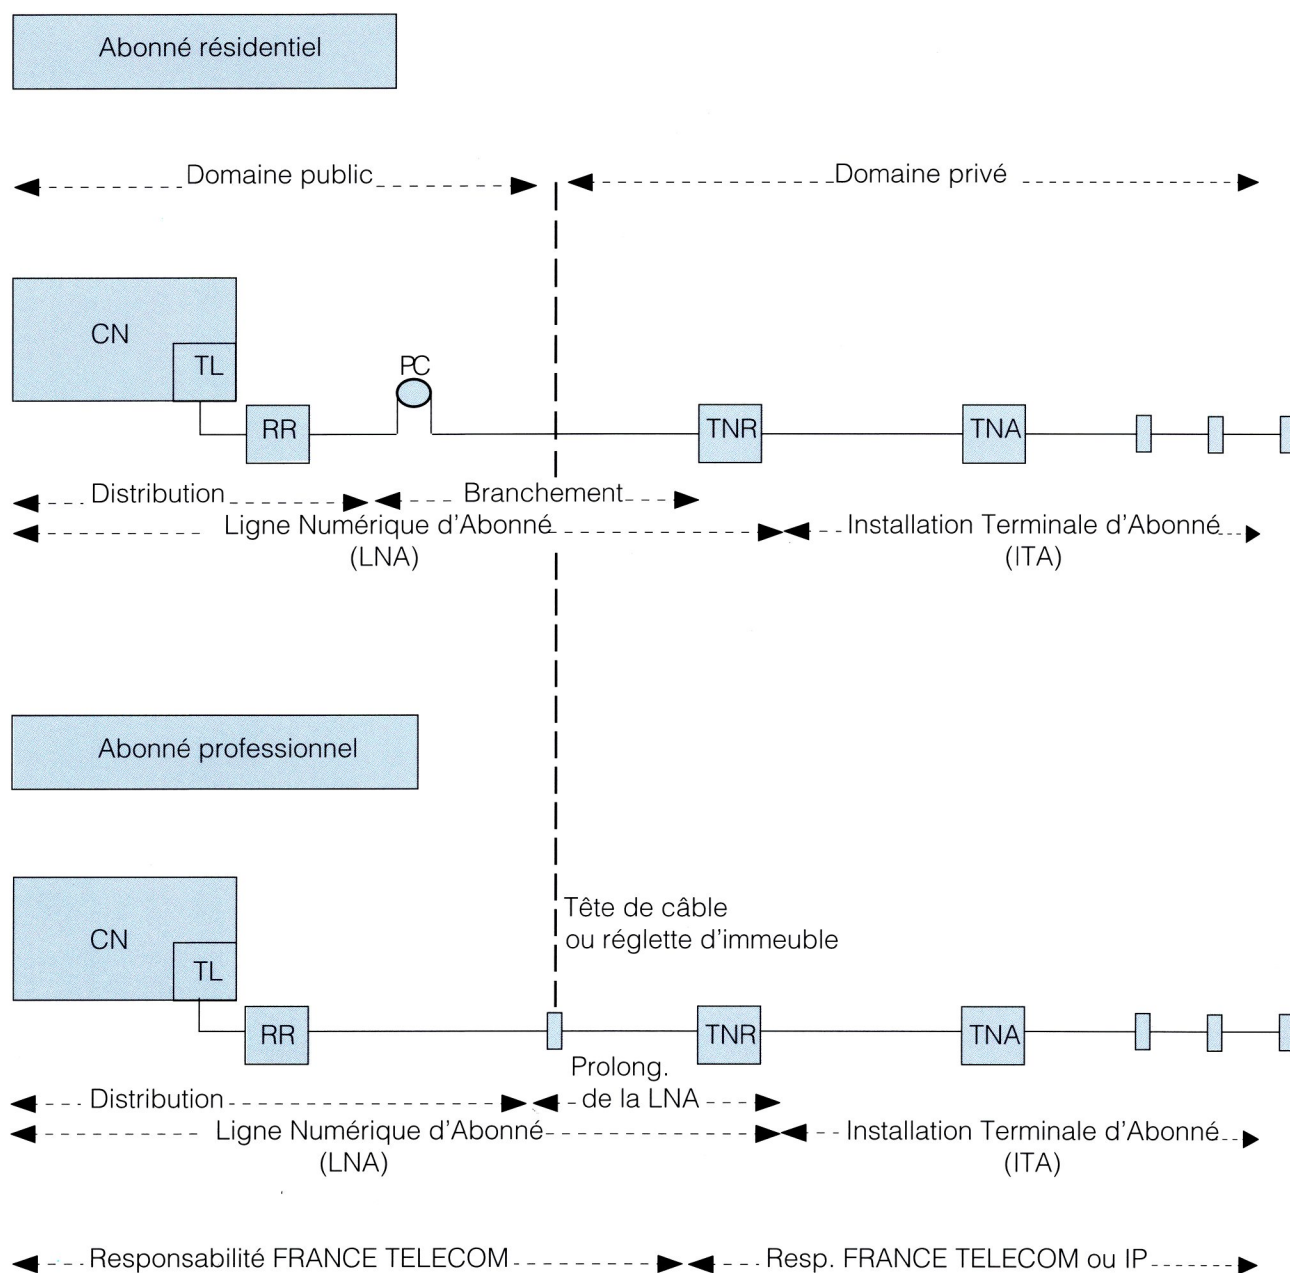 Abonné résidentiel
Domaine public
Domaine privé
CN
TL
PC
RR
TNR
TNA
Distribution
Branchement
Ligne Numérique d'Abonné
(LNA)
Installation Terminale d'Abonné
(ITA)
Abonné professionnel
CN
TL
Tête de câble
ou réglette d'immeuble
RR
TNR
TNA
Prolong.
de la LNA
Distribution
Ligne Numérique d'Abonné
(LNA)
Installation Terminale d'Abonné
(ITA)
Responsabilité FRANCE TELECOM
Resp. FRANCE TELECOM ou IP